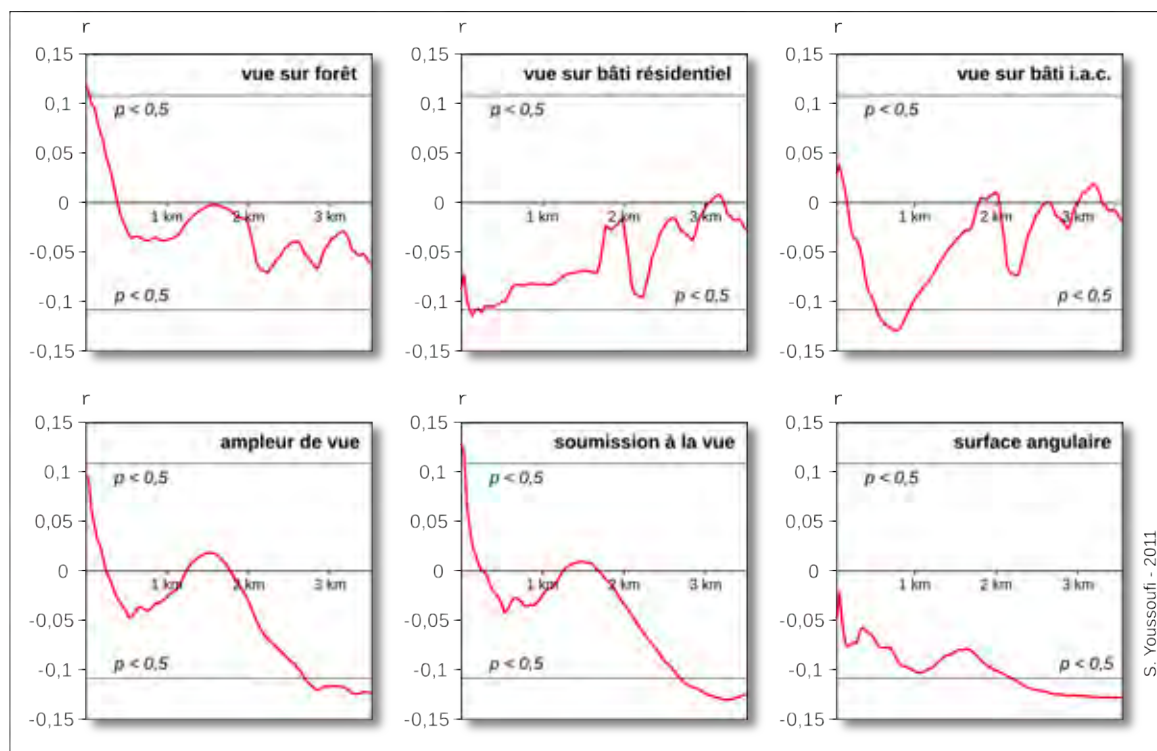 r
0,15
0,1
0,05
0
-0,05
-0,1
-0,15
vue sur forêt
p < 0,5
1 km
2 km
3 km
p < 0,5
r
0,15
0,1
0,05
0
-0,05
-0,1
-0,15
vue sur bâti résidentiel
p < 0,5
1 km
2 km
3 km
p < 0,5
r
0,15
0,1
0,05
0
-0,05
-0,1
-0,15
vue sur bâti i.a.c.
p < 0,5
1 km
2 km
3 km
p < 0,5
r
0,15
0,1
0,05
0
-0,05
-0,1
-0,15
ampleur de vue
p < 0,5
1 km
2 km
3 km
p < 0,5
r
0,15
0,1
0,05
0
-0,05
-0,1
-0,15
soumission à la vue
p < 0,5
1 km
2 km
3 km
p < 0,5
r
0,15
0,1
0,05
0
-0,05
-0,1
-0,15
surface angulaire
p < 0,5
1 km
2 km
3 km
p < 0,5
S. Youssoufi - 2011